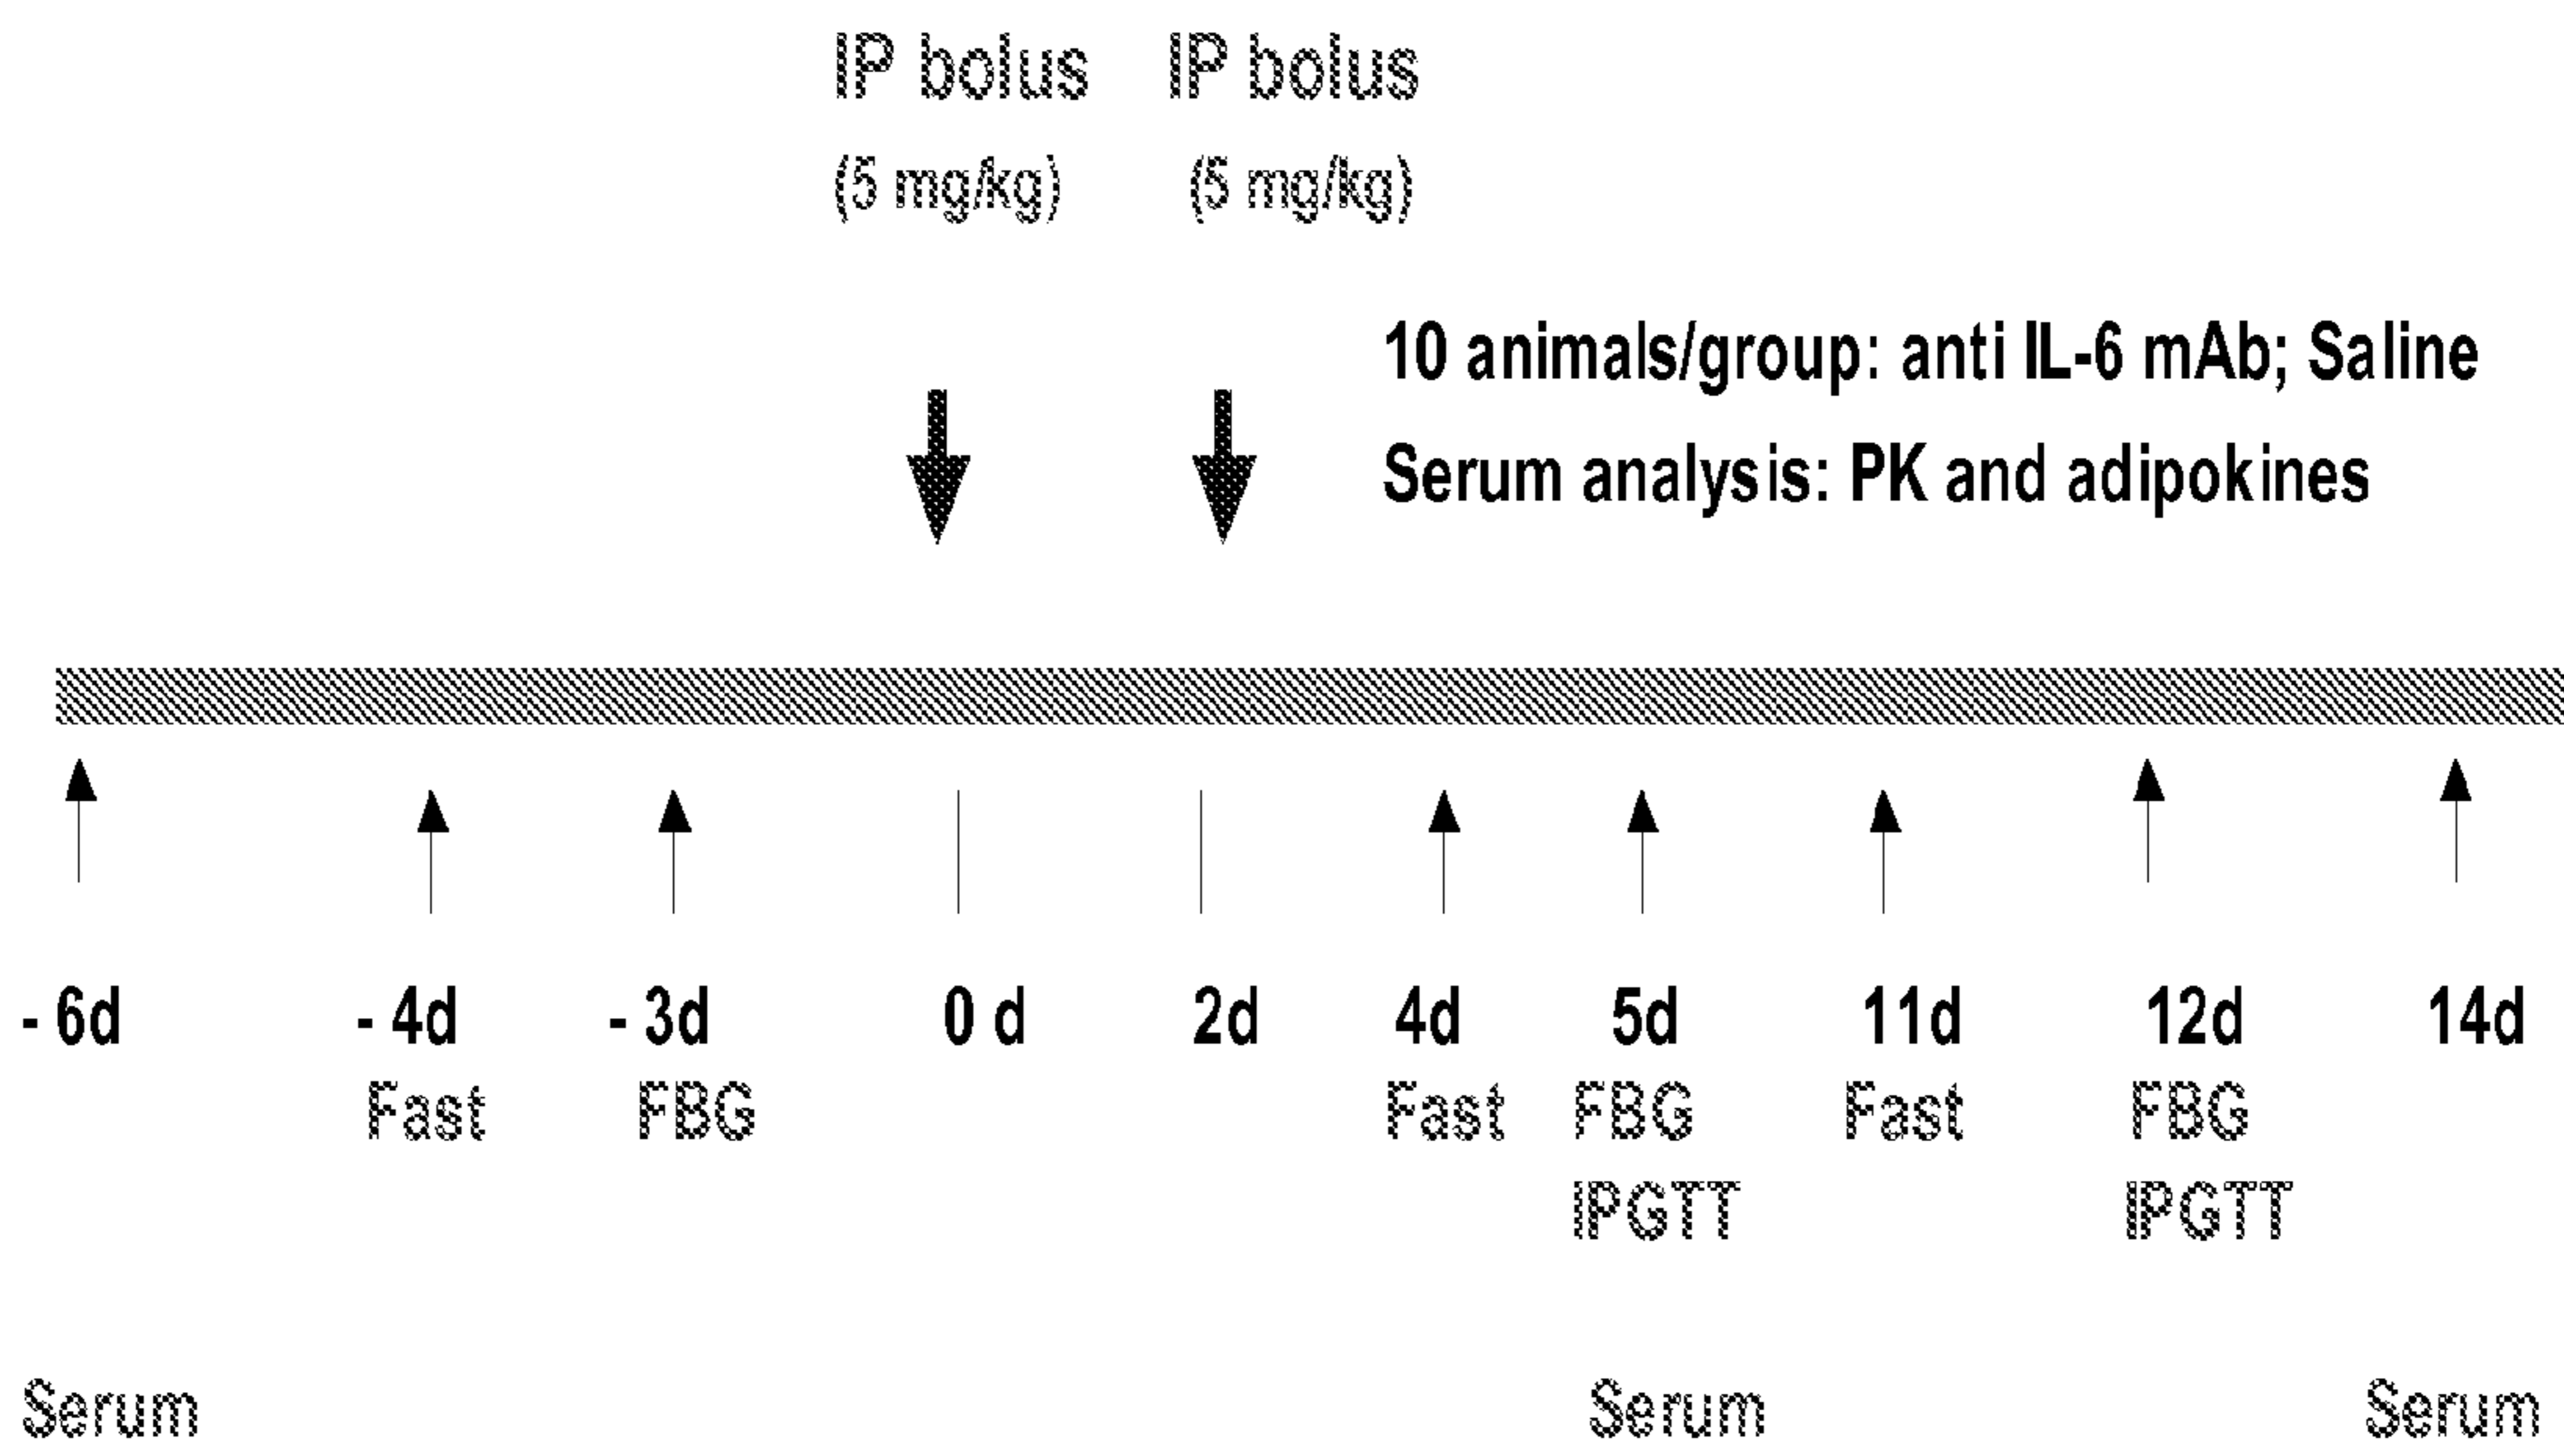 IP bolus IP bolus
(5 mg/kg) (5 mg/kg)
10 animals/group: anti IL-6 mAb; Saline
Serum analysis: PK and adipokines
- 6d - 4d - 3d 0 d 2d 4d 5d 11d 12d 14d
Fast FBG Fast FBG Fast FBG
IPGTT IPGTT
Serum Serum Serum